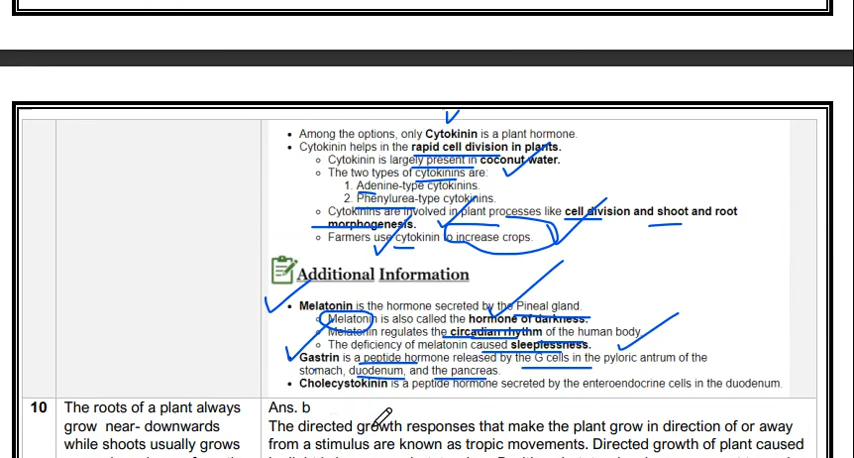 • Among the options, only Cytokinin is a plant hormone.
• Cytokinin helps in the rapid cell division in plants.
o Cytokinin is largely present in coconut water.
o The two types of cytokinins are:
1. Adenine-type cytokinins.
2. Phenylurea-type cytokinins.
o Cytokinins are involved in plant processes like cell division and shoot and root
morphogenesis.
o Farmers use cytokinin to increase crops.
Additional Information
• Melatonin is the hormone secreted by the Pineal gland.
o Melatonin is also called the hormone of darkness.
o Melatonin regulates the circadian rhythm of the human body.
o The deficiency of melatonin caused sleeplessness.
Gastrin is a peptide hormone released by the G cells in the pyloric antrum of the
stomach, duodenum, and the pancreas.
• Cholecystokinin is a peptide hormone secreted by the enteroendocrine cells in the duodenum.
10 The roots of a plant always
grow near- downwards
while shoots usually grows
Ans. b
The directed growth responses that make the plant grow in direction of or away
from a stimulus are known as tropic movements. Directed growth of plant caused